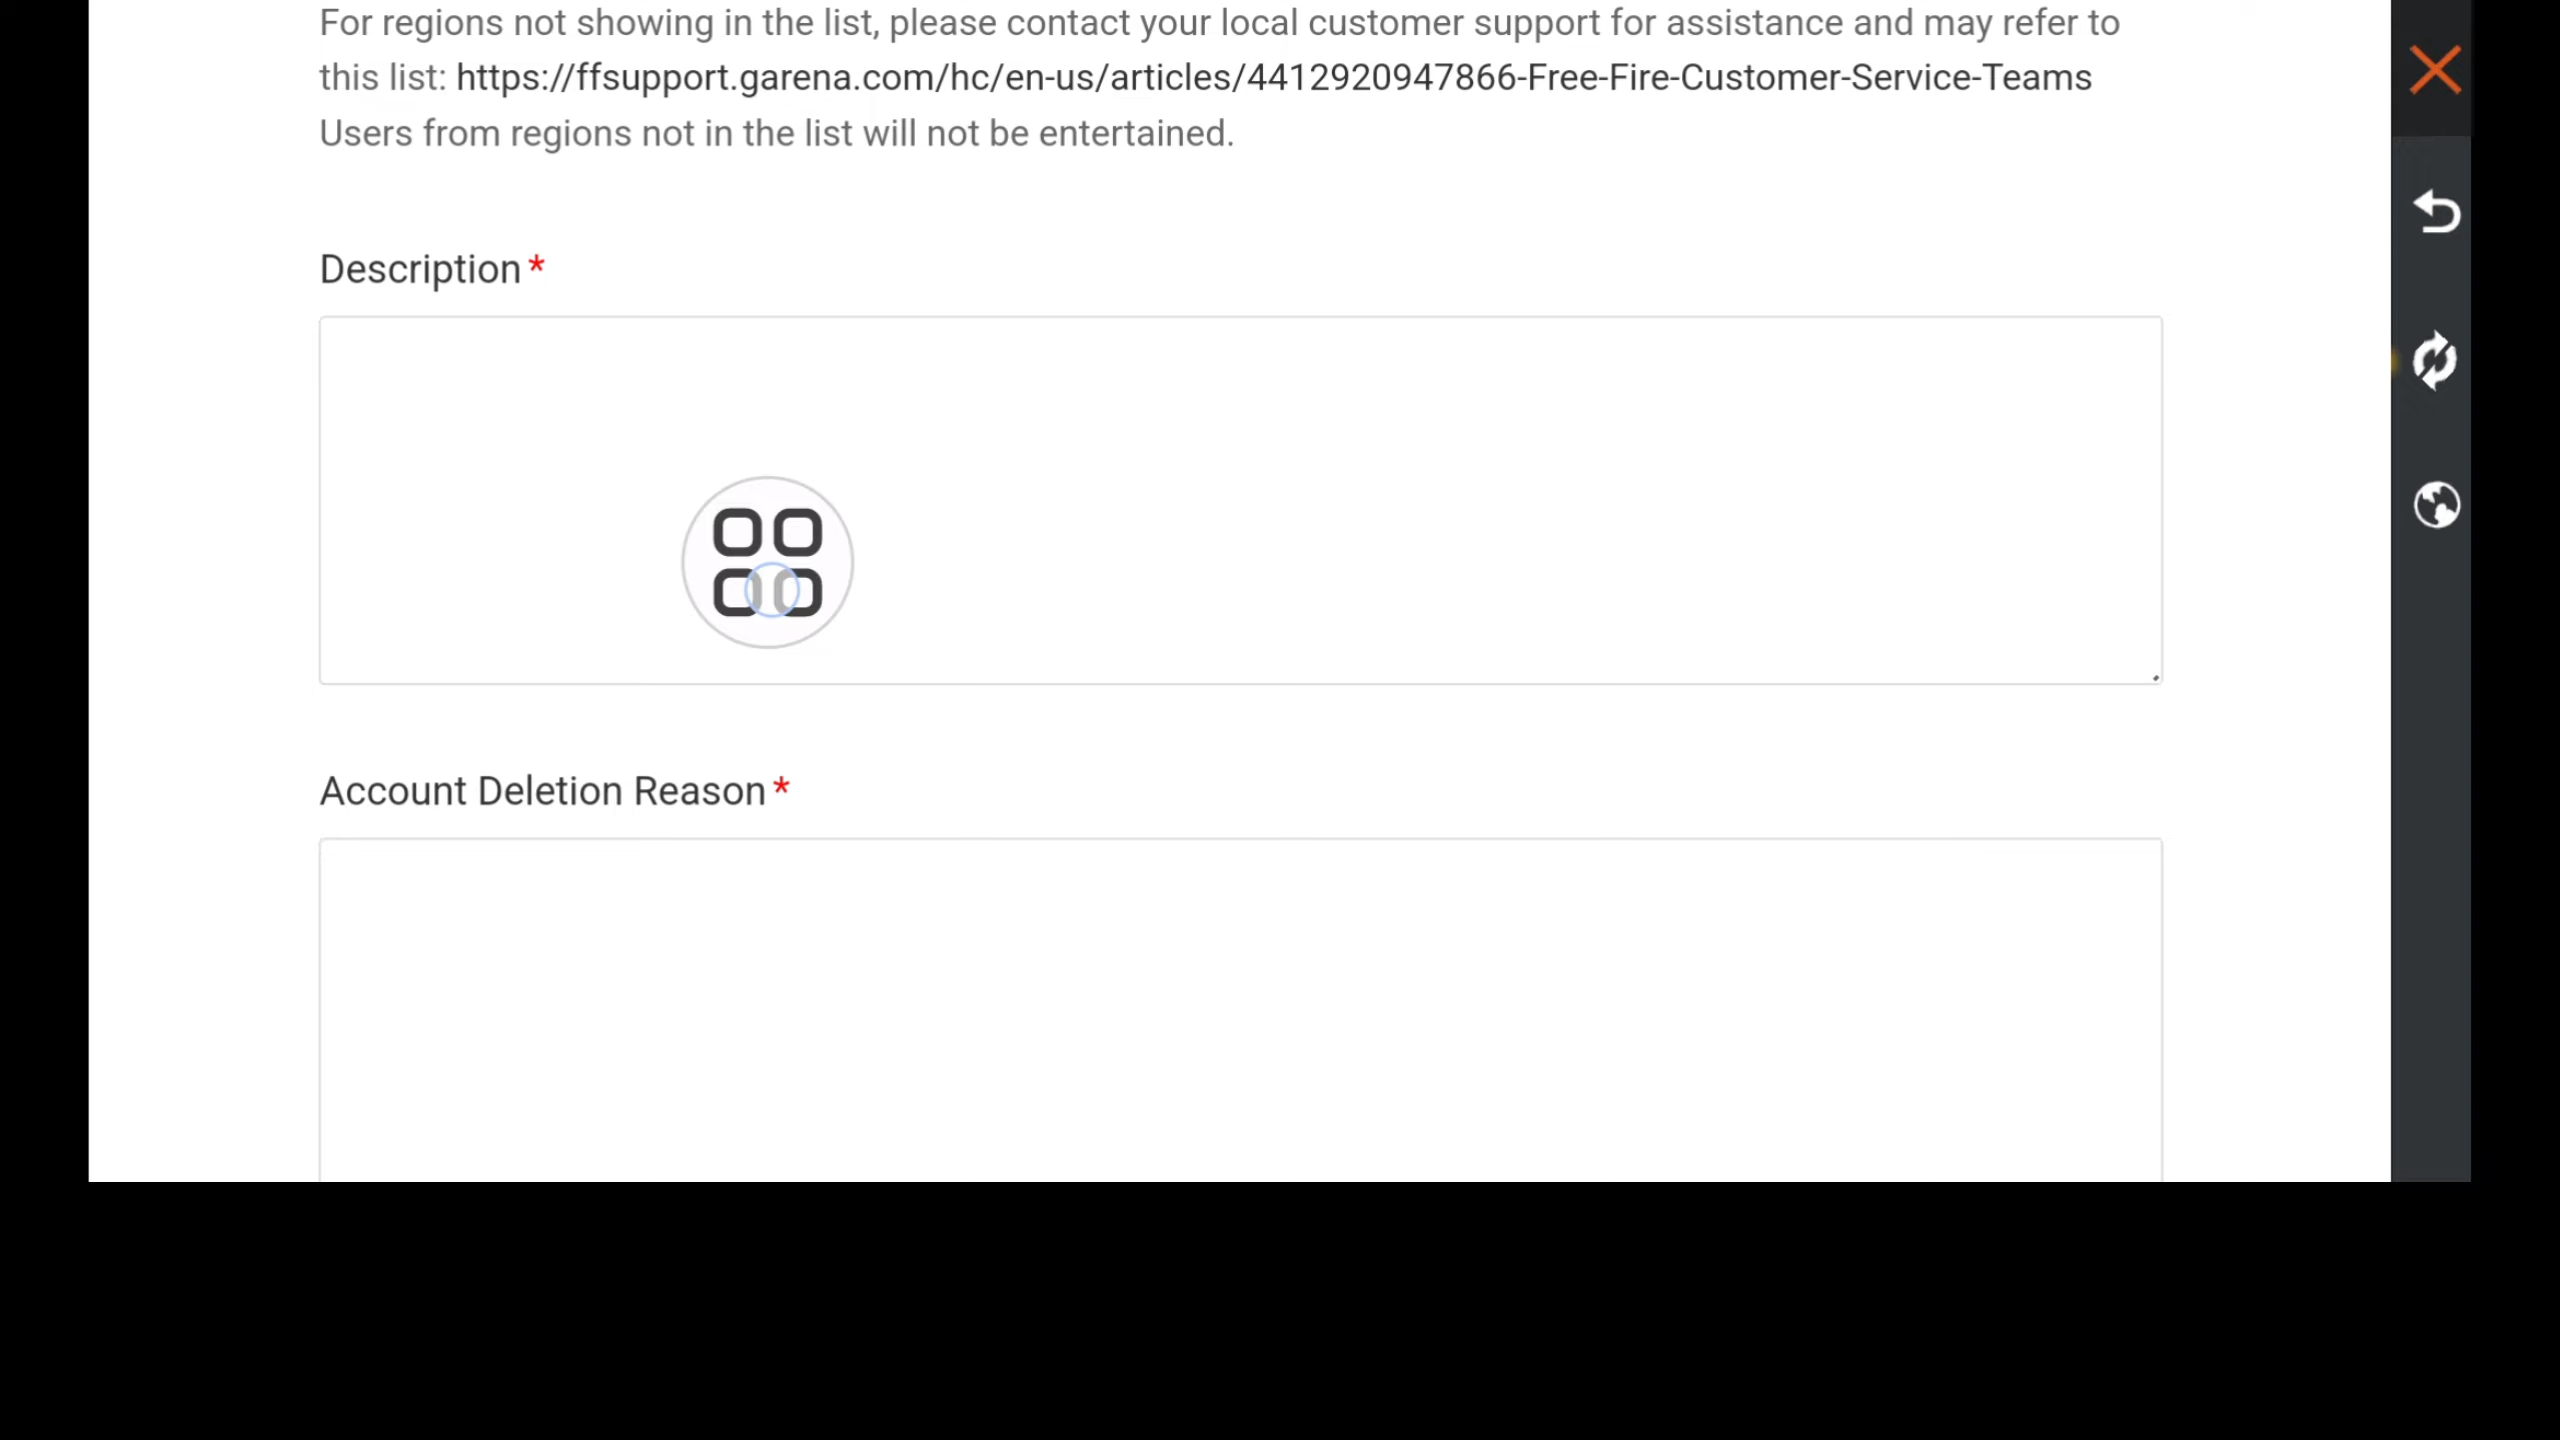 For regions not showing in the list, please contact your local customer support for assistance and may refer to
this list: https://ffsupport.garena.com/hc/en-us/articles/4412920947866-Free-Fire-Customer-Service-Teams
Users from regions not in the list will not be entertained.
Description *
Account Deletion Reason *